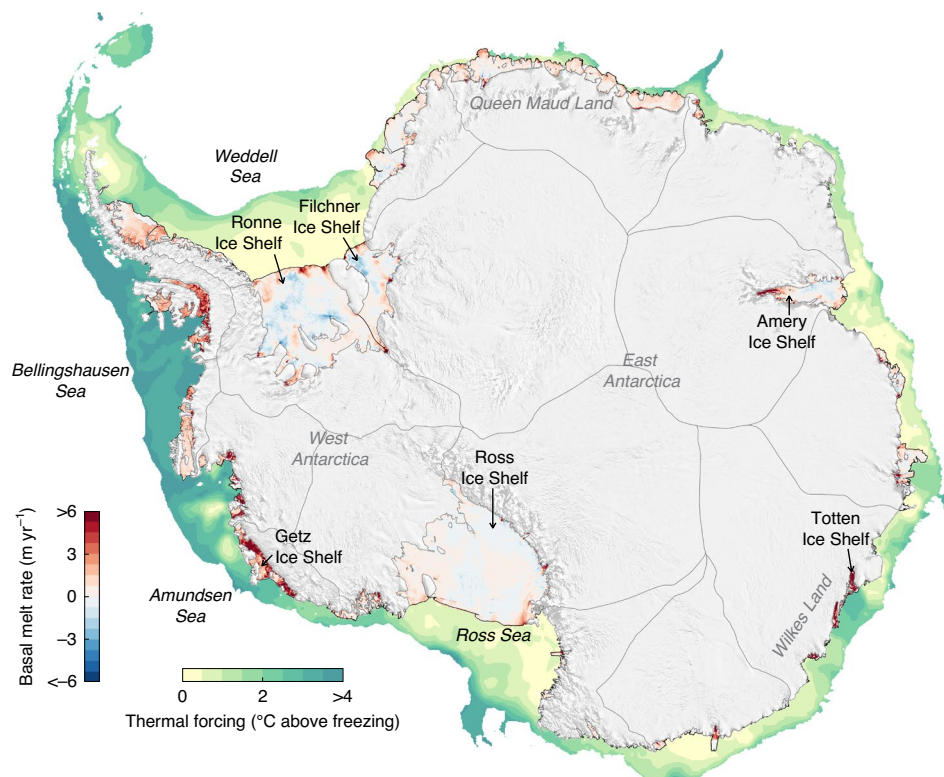 Queen Maud Land
Weddell
Sea
Filchner
Ice Shelf
Ronne
Ice Shelf
Amery
Ice Shelf
Bellingshausen
Sea
East
Antarctica
West
Antarctica
Ross
Ice Shelf
Totten
Ice Shelf
Getz
Ice Shelf
Amundsen
Sea
Ross Sea
Wilkes Land
Basal melt rate (m yr⁻¹)
>6
3
0
−3
<−6
0
2
>4
Thermal forcing (°C above freezing)